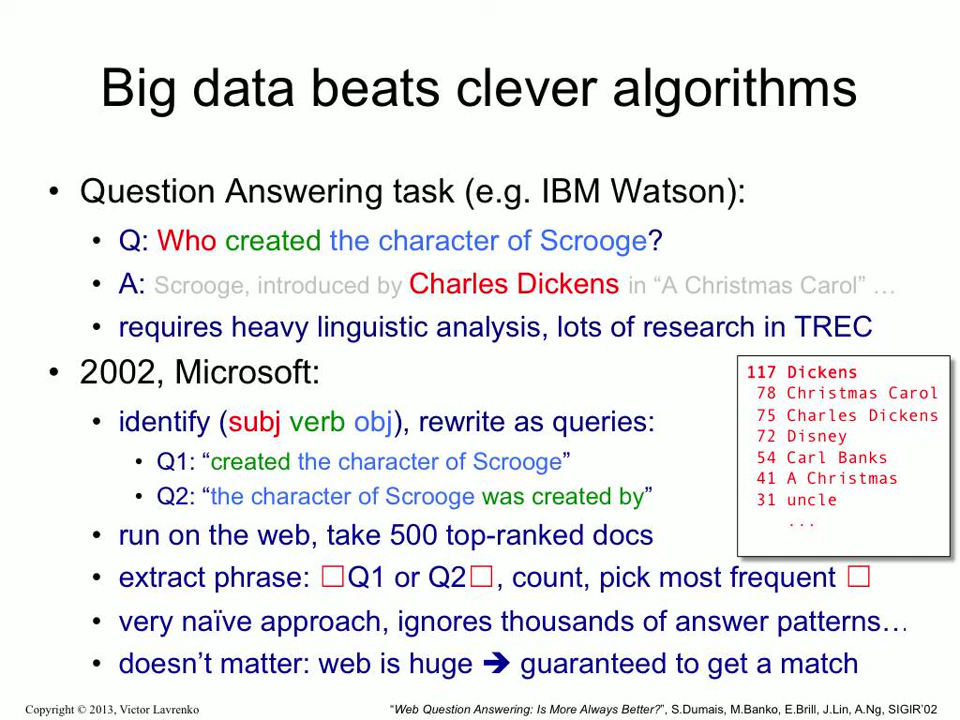 Big data beats clever algorithms
• Question Answering task (e.g. IBM Watson):
• Q: Who created the character of Scrooge?
• A: Scrooge, introduced by Charles Dickens in “A Christmas Carol” …
• requires heavy linguistic analysis, lots of research in TREC
• 2002, Microsoft:
• identify (subj verb obj), rewrite as queries:
• Q1: “created the character of Scrooge”
• Q2: “the character of Scrooge was created by”
• run on the web, take 500 top-ranked docs
• extract phrase: □Q1 or Q2□, count, pick most frequent □
• very naïve approach, ignores thousands of answer patterns…
• doesn’t matter: web is huge ➔ guaranteed to get a match
117 Dickens
78 Christmas Carol
75 Charles Dickens
72 Disney
54 Carl Banks
41 A Christmas
31 uncle
...
Copyright © 2013, Victor Lavrenko
“Web Question Answering: Is More Always Better?”, S.Dumais, M.Banko, E.Brill, J.Lin, A.Ng, SIGIR’02